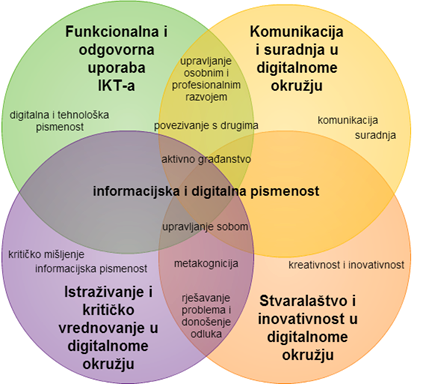 Funkcionalna i
odgovorna
uporaba
IKT-a
Komunikacija
i suradnja u
digitalnome
okružju
upravljanje
osobnim i
profesionalnim
razvojem
digitalna i tehnološka
pismenost
povezivanje s drugima
komunikacija
suradnja
aktivno građanstvo
informacijska i digitalna pismenost
upravljanje sobom
kritičko mišljenje
informacijska pismenost
metakognicija
kreativnost i inovativnost
Istraživanje i
kritičko
vrednovanje u
digitalnome
okružju
rješavanje
problema i
donošenje
odluka
Stvaralaštvo i
inovativnost u
digitalnome
okružju